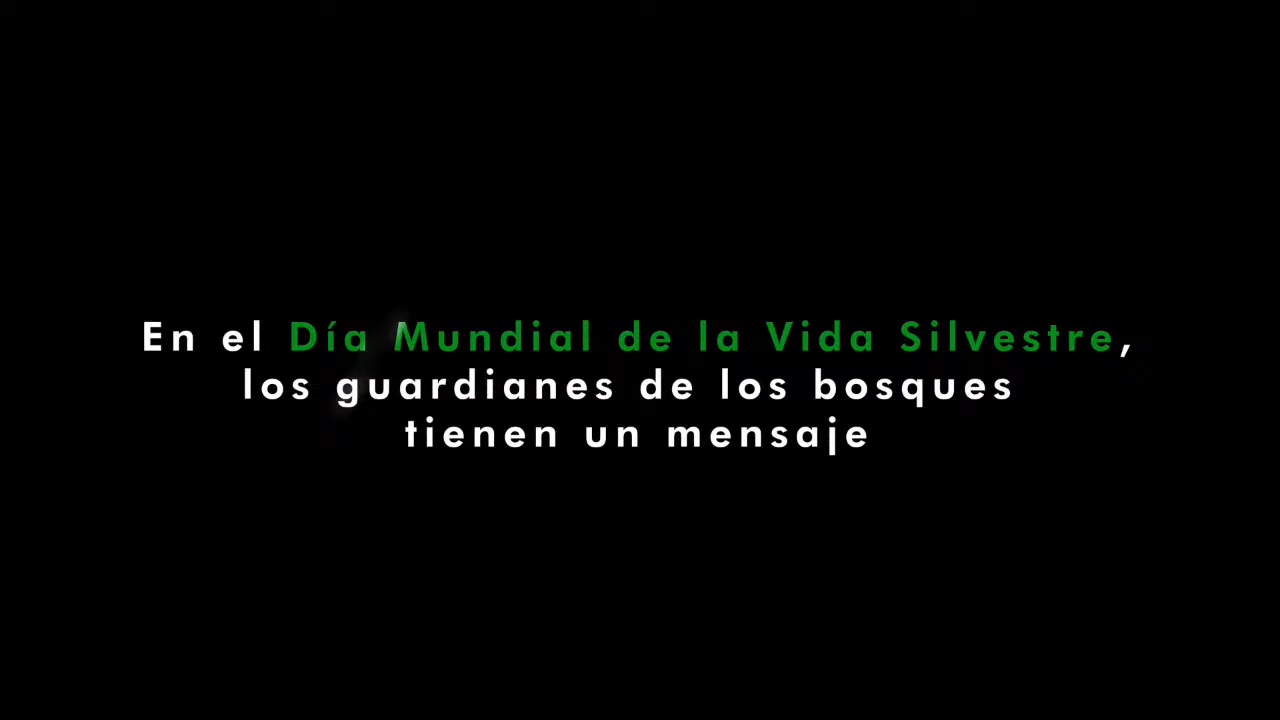 En el Día Mundial de la Vida Silvestre,
los guardianes de los bosques
tienen un mensaje